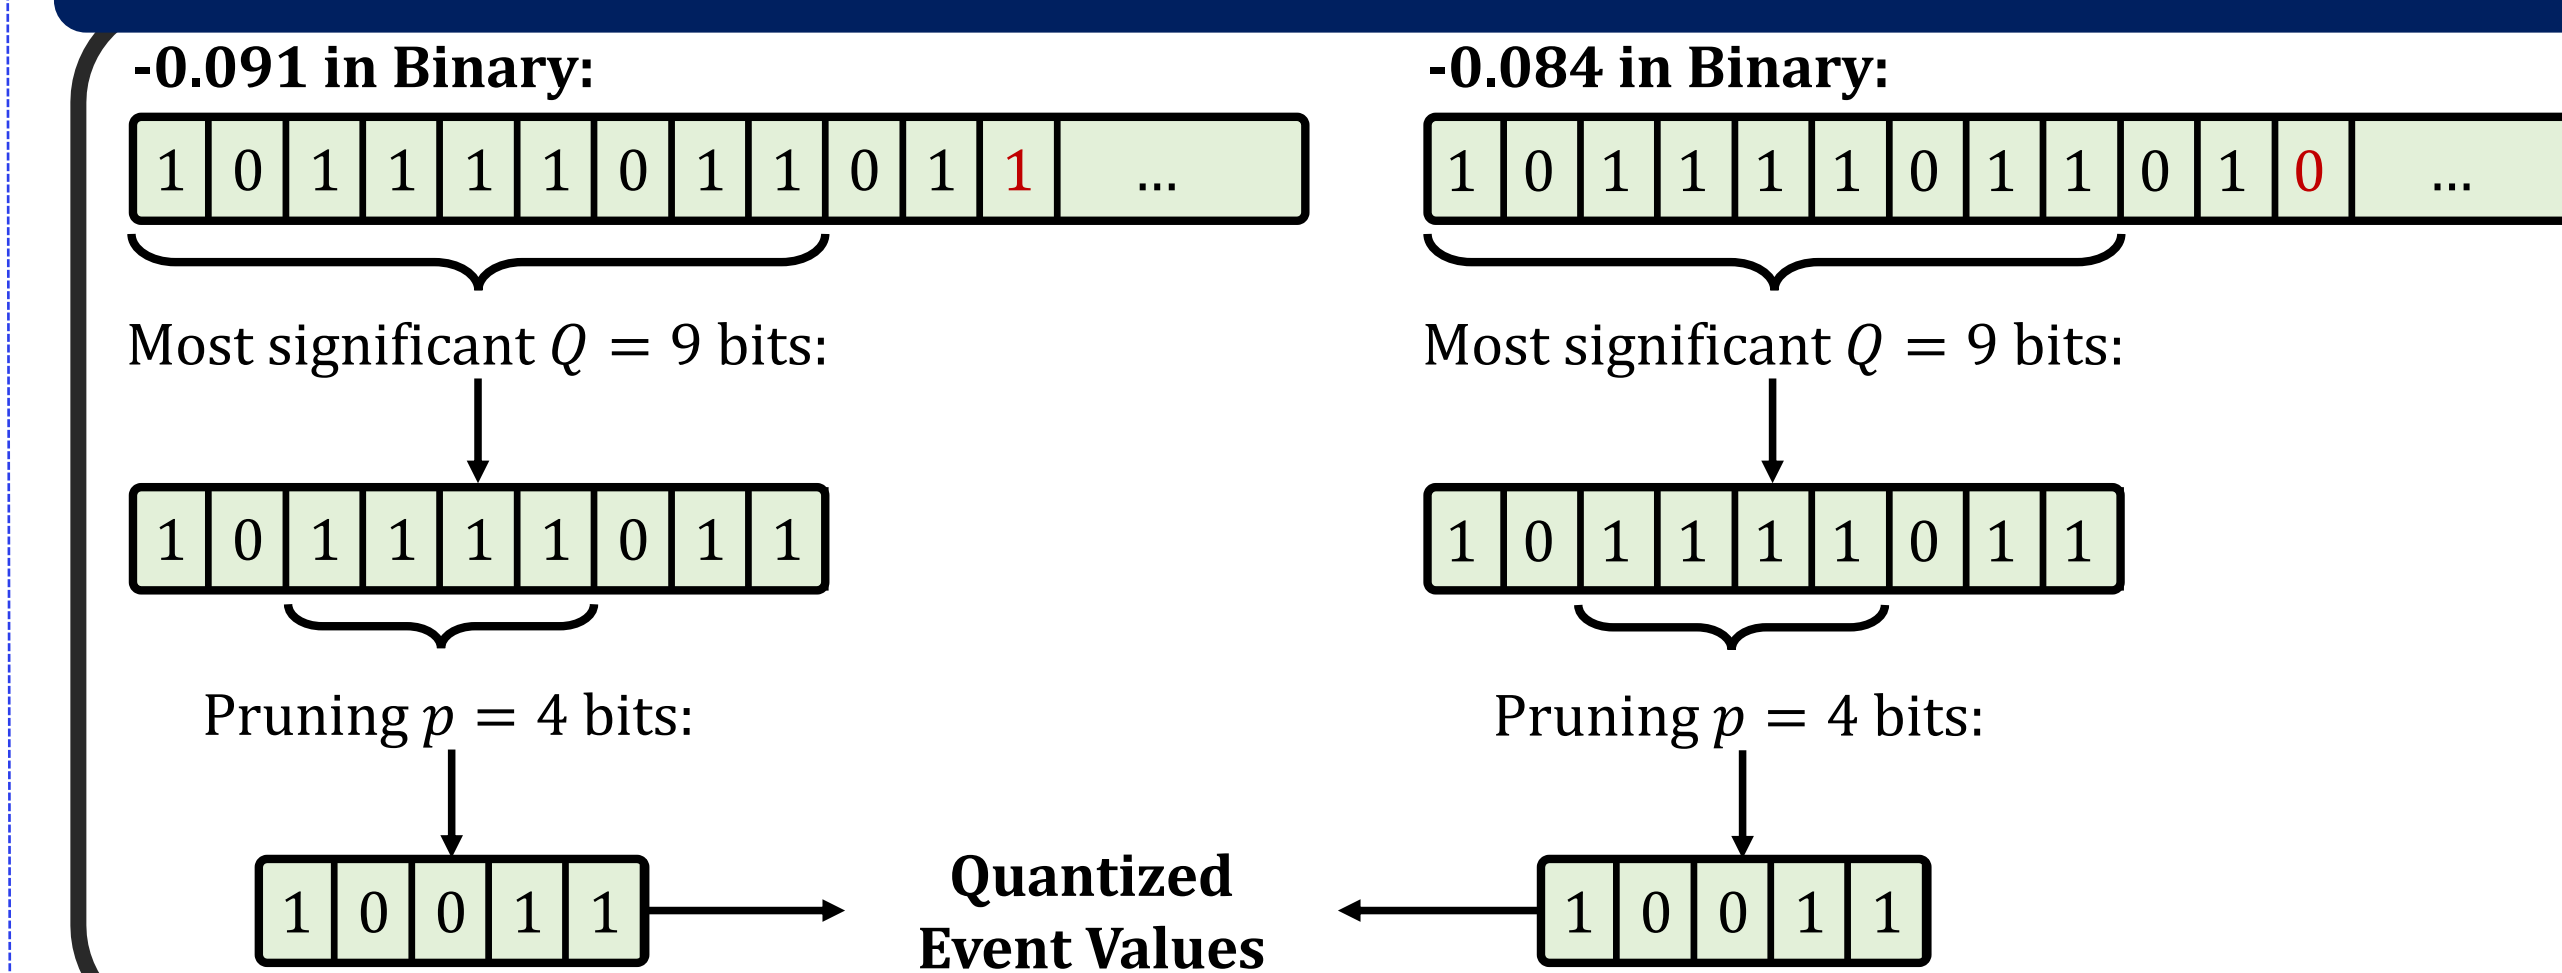 -0.091 in Binary:
1 0 1 1 1 1 0 1 1 0 1 1 ...
Most significant Q = 9 bits:
1 0 1 1 1 1 0 1 1
Pruning p = 4 bits:
1 0 0 1 1
-0.084 in Binary:
1 0 1 1 1 1 0 1 1 0 1 0 ...
Most significant Q = 9 bits:
1 0 1 1 1 1 0 1 1
Pruning p = 4 bits:
1 0 0 1 1
Quantized
Event Values